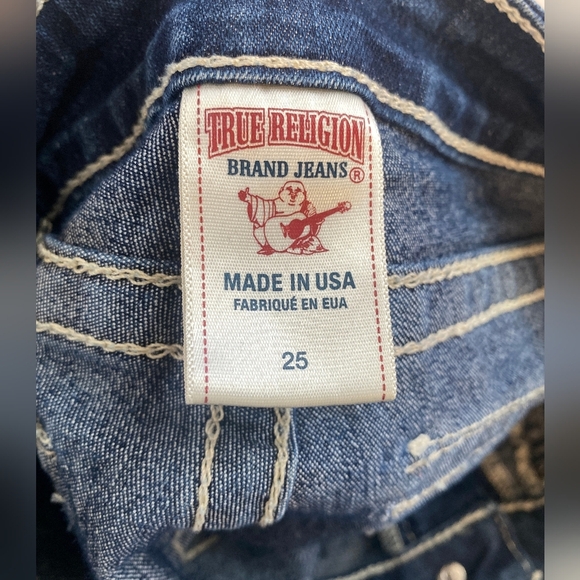 TRUE RELIGION
BRAND JEANS®
MADE IN USA
FABRIQUÉ EN EUA
25